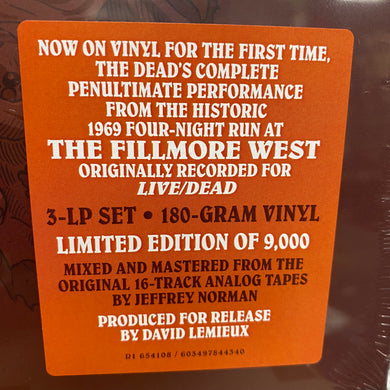 NOW ON VINYL FOR THE FIRST TIME,
THE DEAD'S COMPLETE
PENULTIMATE PERFORMANCE
FROM THE HISTORIC
1969 FOUR-NIGHT RUN AT
THE FILLMORE WEST
ORIGINALLY RECORDED FOR
LIVE/DEAD
3-LP SET • 180-GRAM VINYL
LIMITED EDITION OF 9,000
MIXED AND MASTERED FROM THE
ORIGINAL 16-TRACK ANALOG TAPES
BY JEFFREY NORMAN
PRODUCED FOR RELEASE
BY DAVID LEMIEUX
R1 654108 / 603497844340